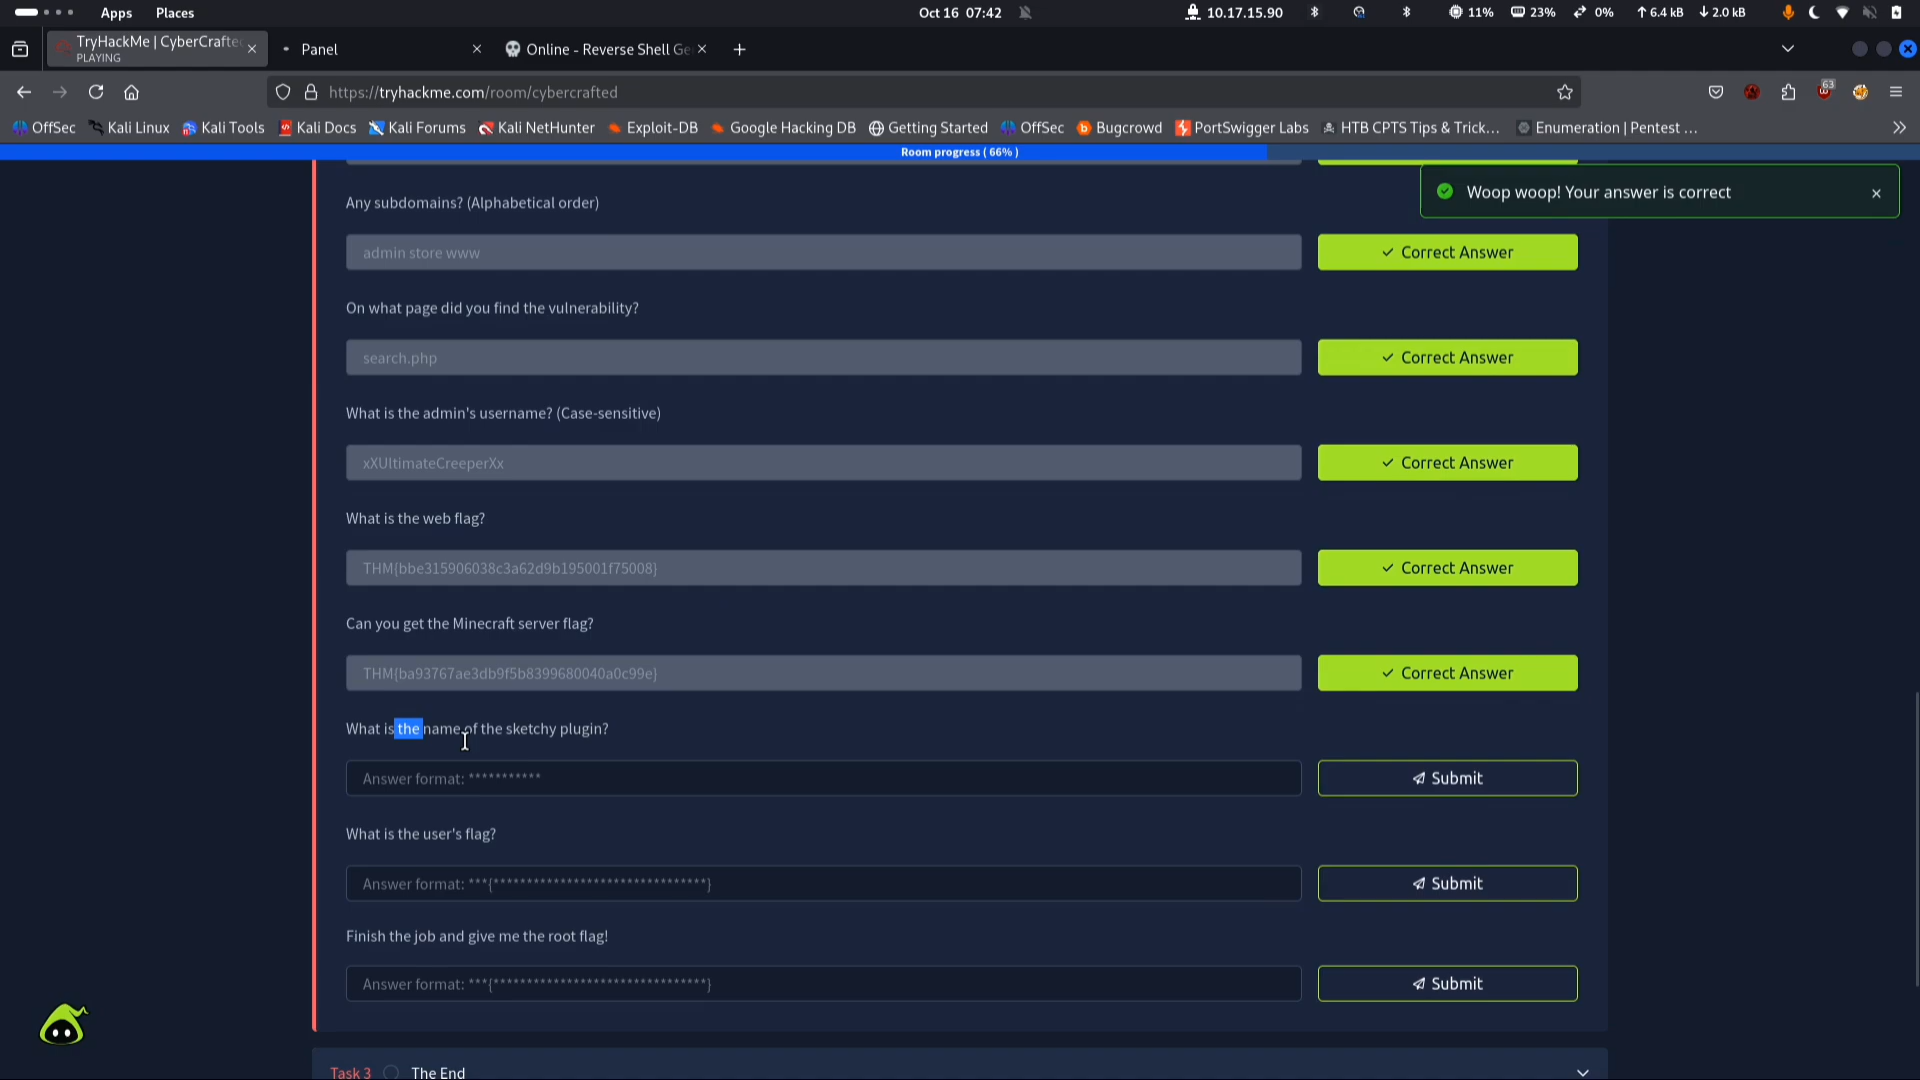 Apps Places Oct 16 07:42 10.17.15.90 11% 23% 0% 6.4 kB 2.0 kB
TryHackMe | CyberCrafte
PLAYING
Panel
Online - Reverse Shell Ge
https://tryhackme.com/room/cybercrafted
63
OffSec Kali Linux Kali Tools Kali Docs Kali Forums Kali NetHunter Exploit-DB Google Hacking DB Getting Started OffSec Bugcrowd PortSwigger Labs HTB CPTS Tips & Trick... Enumeration | Pentest ...
Room progress ( 66% )
Woop woop! Your answer is correct
Any subdomains? (Alphabetical order)
admin store www
Correct Answer
On what page did you find the vulnerability?
search.php
Correct Answer
What is the admin's username? (Case-sensitive)
xXUltimateCreeperXx
Correct Answer
What is the web flag?
THM{bbe315906038c3a62d9b195001f75008}
Correct Answer
Can you get the Minecraft server flag?
THM{ba93767ae3db9f5b8399680040a0c99e}
Correct Answer
What is the name of the sketchy plugin?
Answer format: ***********
Submit
What is the user's flag?
Answer format: ***{********************************}
Submit
Finish the job and give me the root flag!
Answer format: ***{********************************}
Submit
Task 3 The End